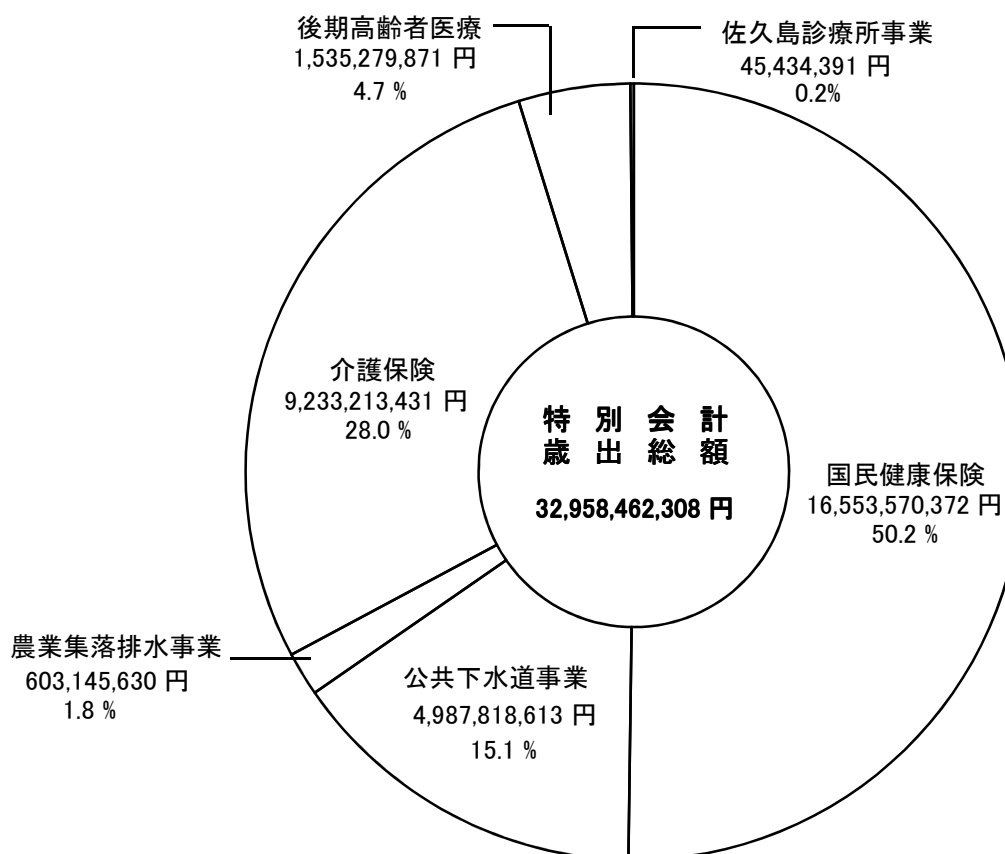 後期高齢者医療
1,535,279,871 円
4.7 %
佐久島診療所事業
45,434,391 円
0.2%
介護保険
9,233,213,431 円
28.0 %
特 別 会 計
歳 出 総 額
32,958,462,308 円
国民健康保険
16,553,570,372 円
50.2 %
農業集落排水事業
603,145,630 円
1.8 %
公共下水道事業
4,987,818,613 円
15.1 %